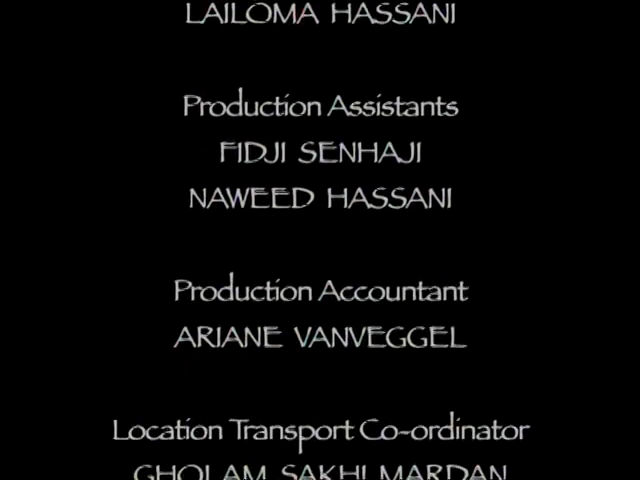 LAILOMA HASSANI
Production Assistants
FIDJI SENHAJI
NAWEED HASSANI
Production Accountant
ARIANE VANVEGGEL
Location Transport Co-ordinator
GHOLAM SAKHI MARDAN